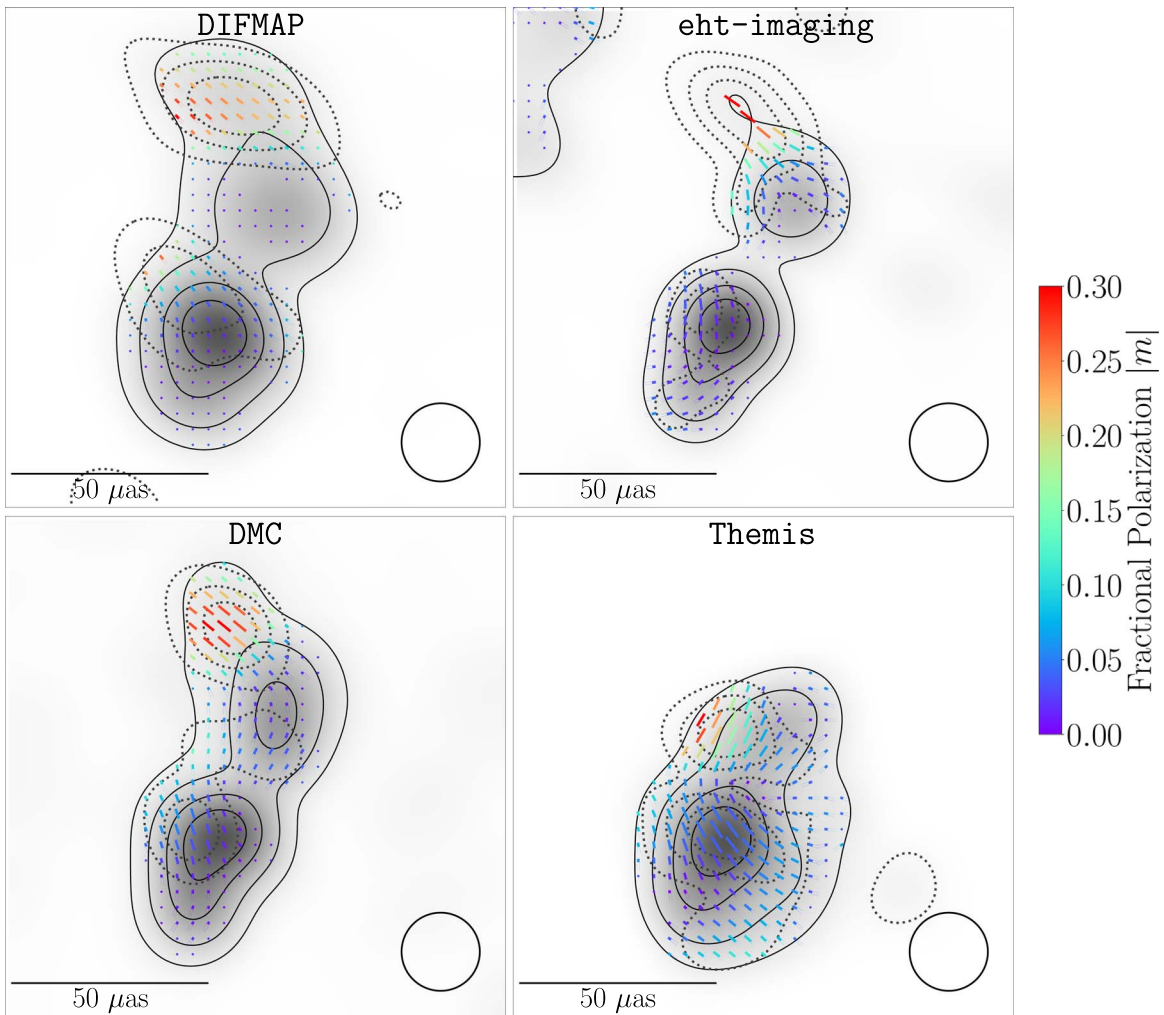 DIFMAP
eht-imaging
50 μas
50 μas
DMC
Themis
50 μas
50 μas
0.30
0.25
0.20
0.15
0.10
0.05
0.00
Fractional Polarization |m|